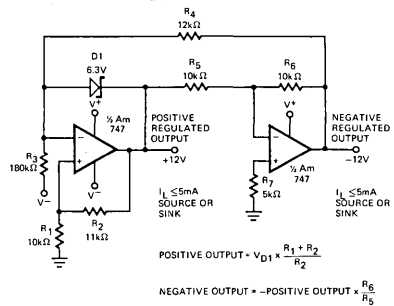 R4
12kΩ
D1
6.3V
R5
10kΩ
R6
10kΩ
V+
½ Am
747
POSITIVE
REGULATED
OUTPUT
+12V
V+
NEGATIVE
REGULATED
OUTPUT
−12V
R3
180kΩ
V−
V−
½ Am
747
R7
5kΩ
IL ≤5mA
SOURCE OR
SINK
IL ≤5mA
SOURCE OR
SINK
R2
11kΩ
R1
10kΩ
POSITIVE OUTPUT = VD1 × R1 + R2 / R2
NEGATIVE OUTPUT = −POSITIVE OUTPUT × R6 / R5